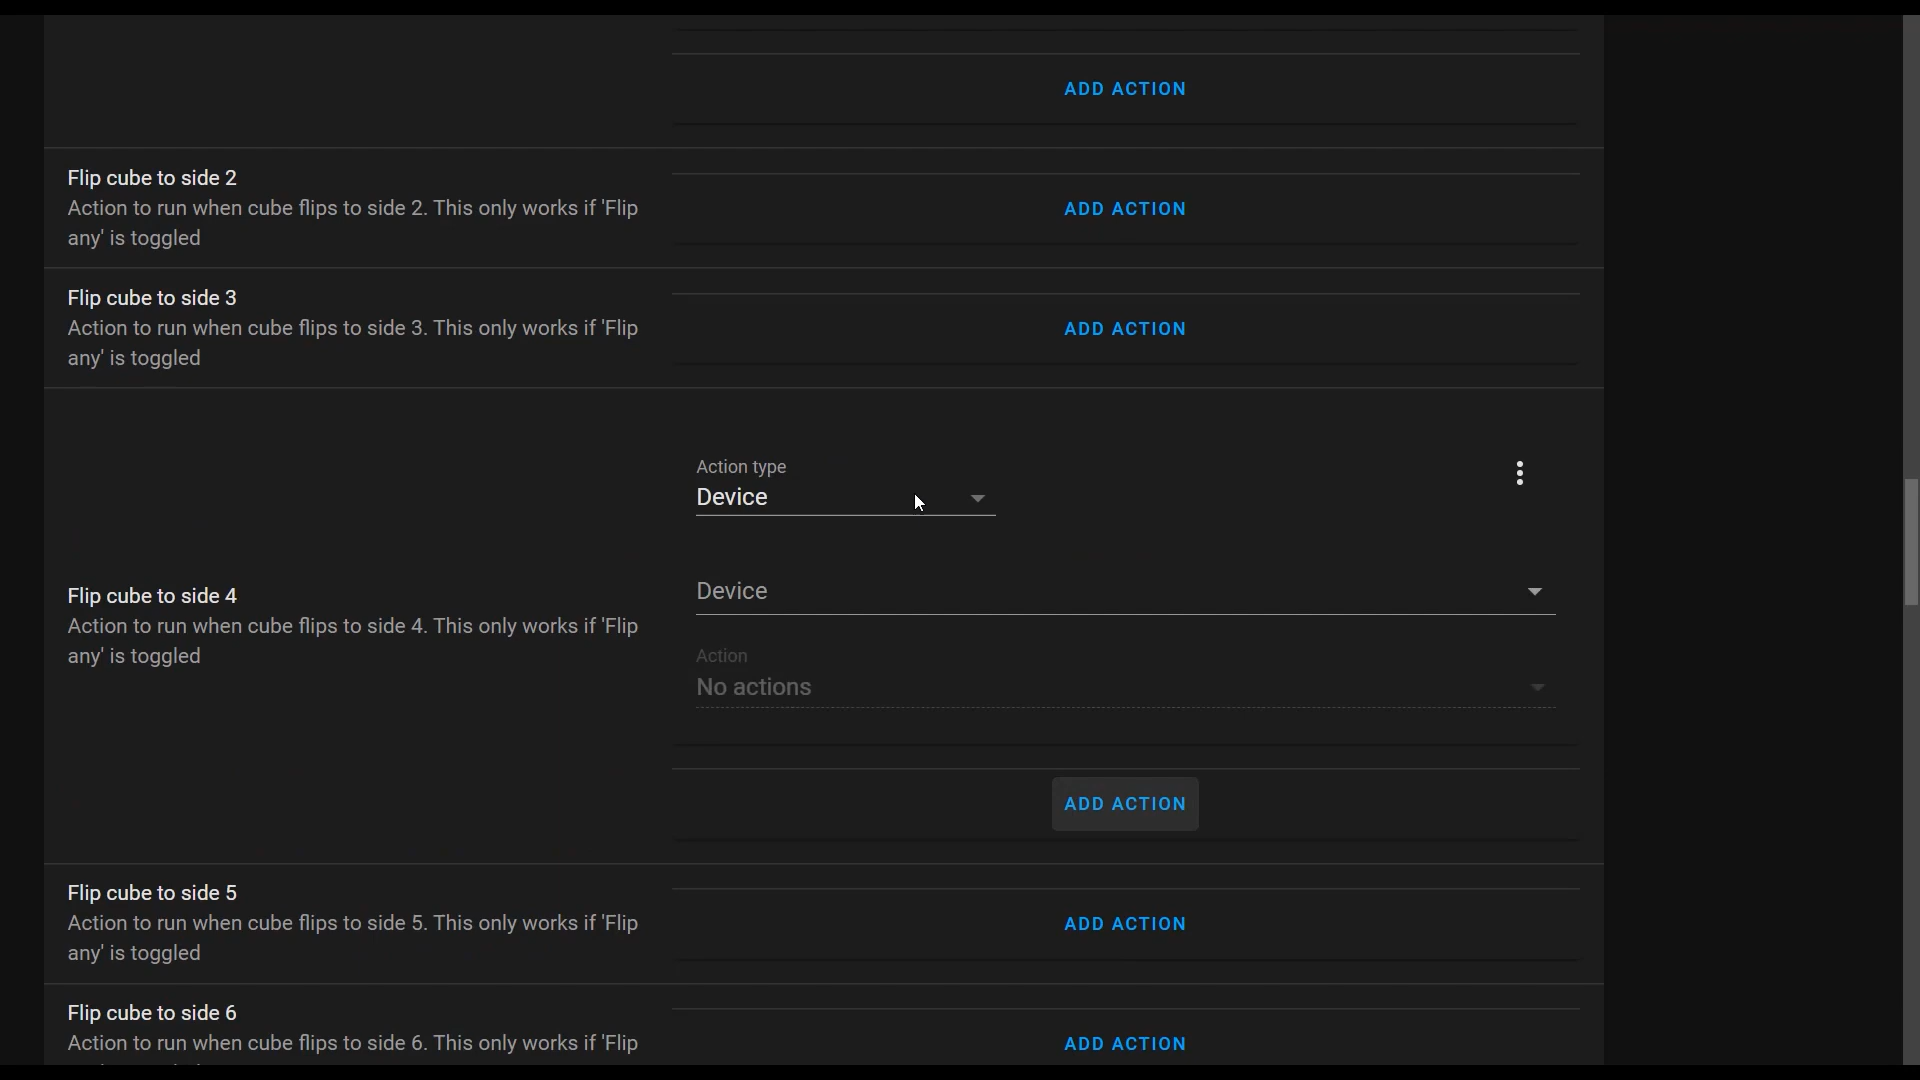 ADD ACTION
Flip cube to side 2
Action to run when cube flips to side 2. This only works if 'Flip
any' is toggled
ADD ACTION
Flip cube to side 3
Action to run when cube flips to side 3. This only works if 'Flip
any' is toggled
ADD ACTION
Action type
Device
Device
Action
No actions
Flip cube to side 4
Action to run when cube flips to side 4. This only works if 'Flip
any' is toggled
ADD ACTION
Flip cube to side 5
Action to run when cube flips to side 5. This only works if 'Flip
any' is toggled
ADD ACTION
Flip cube to side 6
Action to run when cube flips to side 6. This only works if 'Flip
ADD ACTION